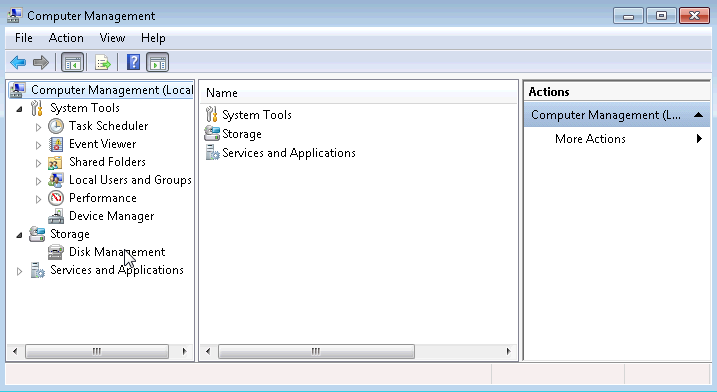 Computer Management
File Action View Help
Computer Management (Local
System Tools
Task Scheduler
Event Viewer
Shared Folders
Local Users and Groups
Performance
Device Manager
Storage
Disk Management
Services and Applications
Name
System Tools
Storage
Services and Applications
Actions
Computer Management (L...
More Actions